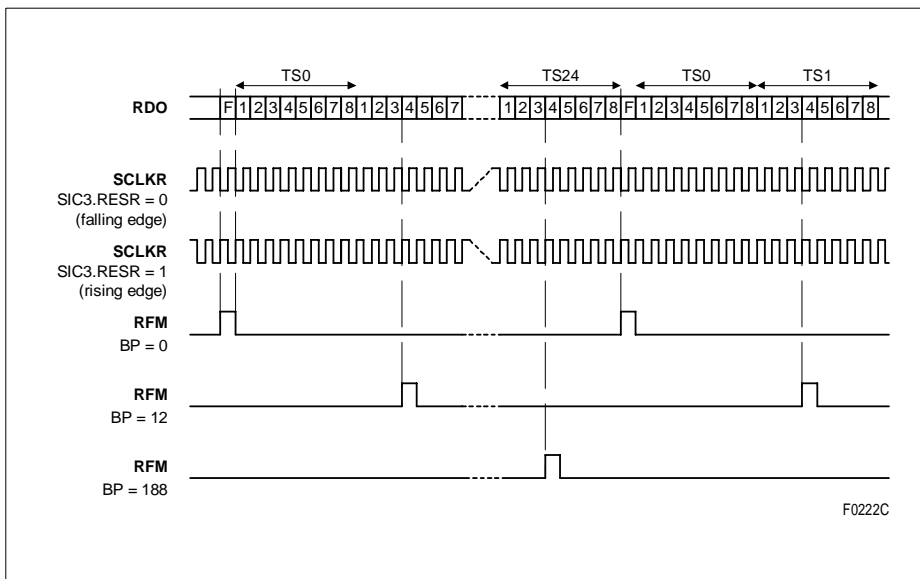 TS0 TS24 TS0 TS1
RDO F 1 2 3 4 5 6 7 8 1 2 3 4 5 6 7 1 2 3 4 5 6 7 8 F 1 2 3 4 5 6 7 8 1 2 3 4 5 6 7 8
SCLKR
SIC3.RESR = 0
(falling edge)
SCLKR
SIC3.RESR = 1
(rising edge)
RFM
BP = 0
RFM
BP = 12
RFM
BP = 188
F0222C